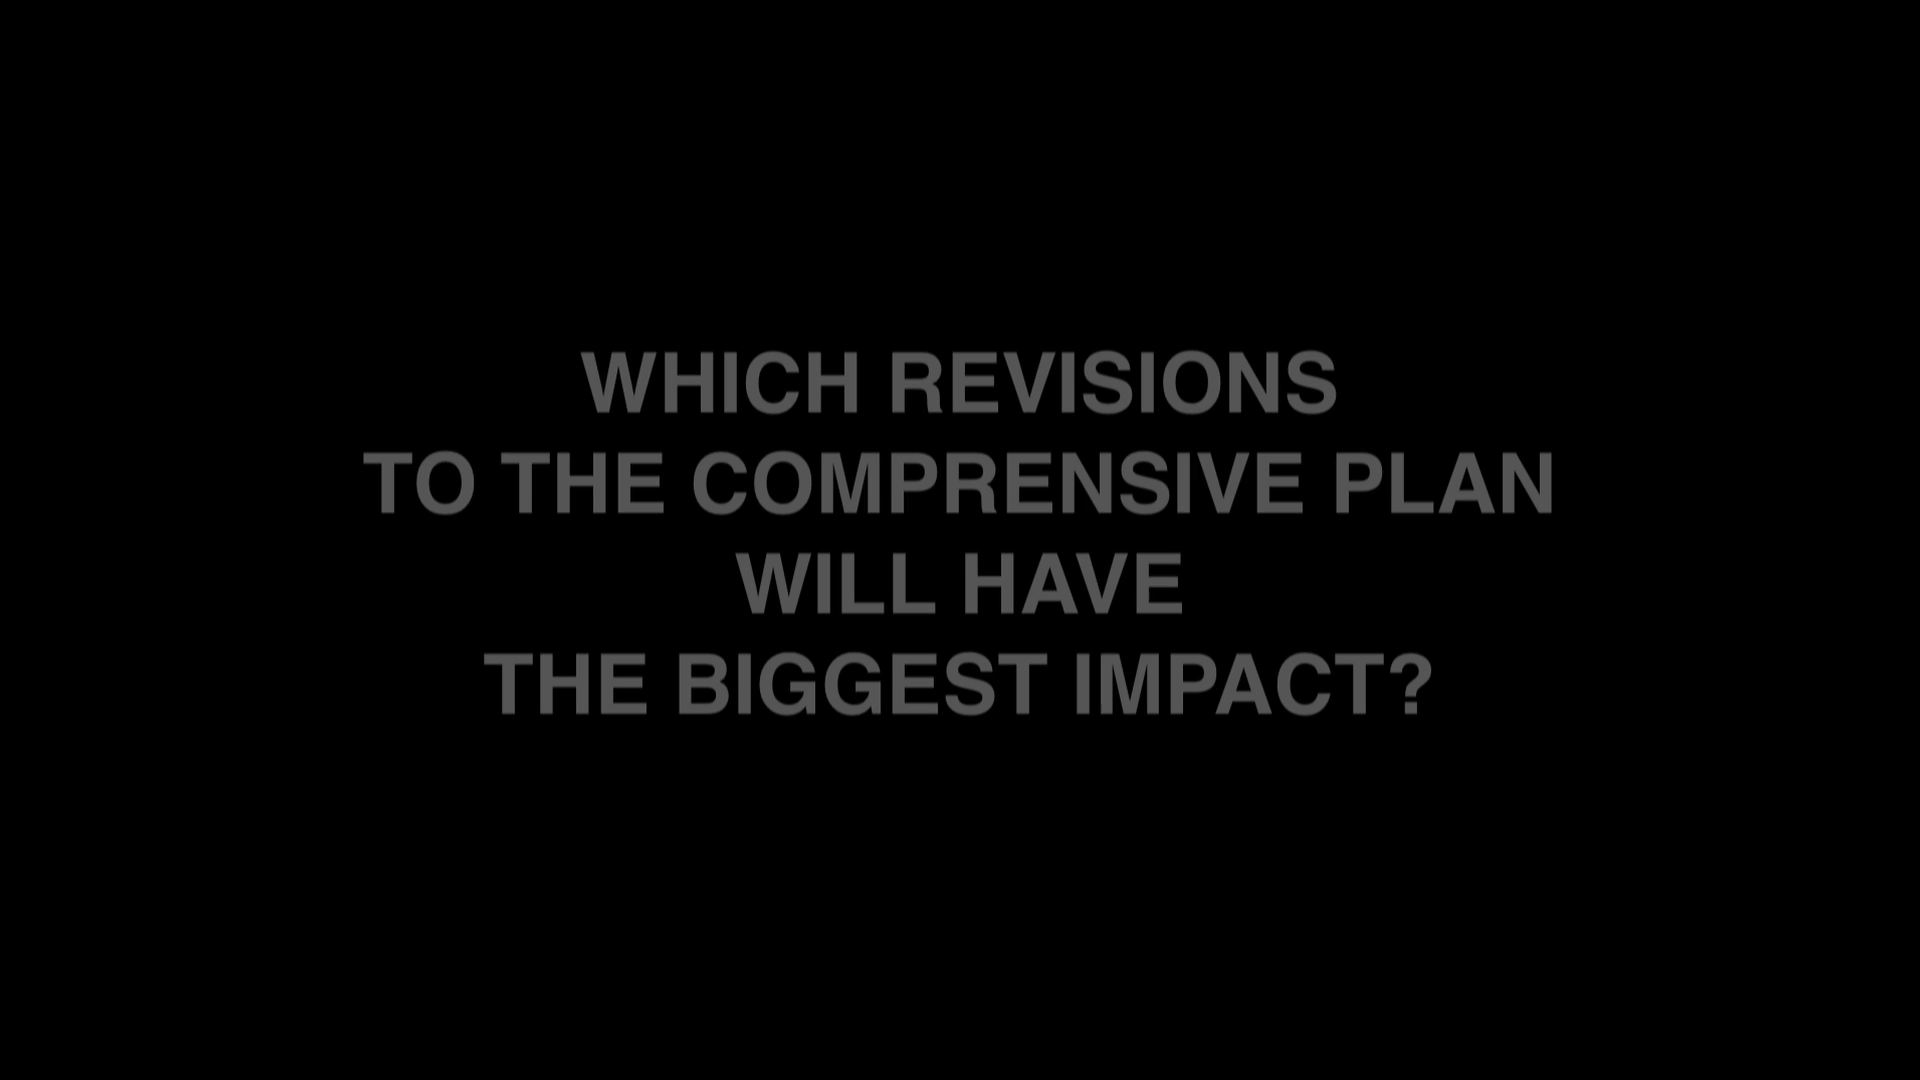 WHICH REVISIONS
TO THE COMPRENSIVE PLAN
WILL HAVE
THE BIGGEST IMPACT?